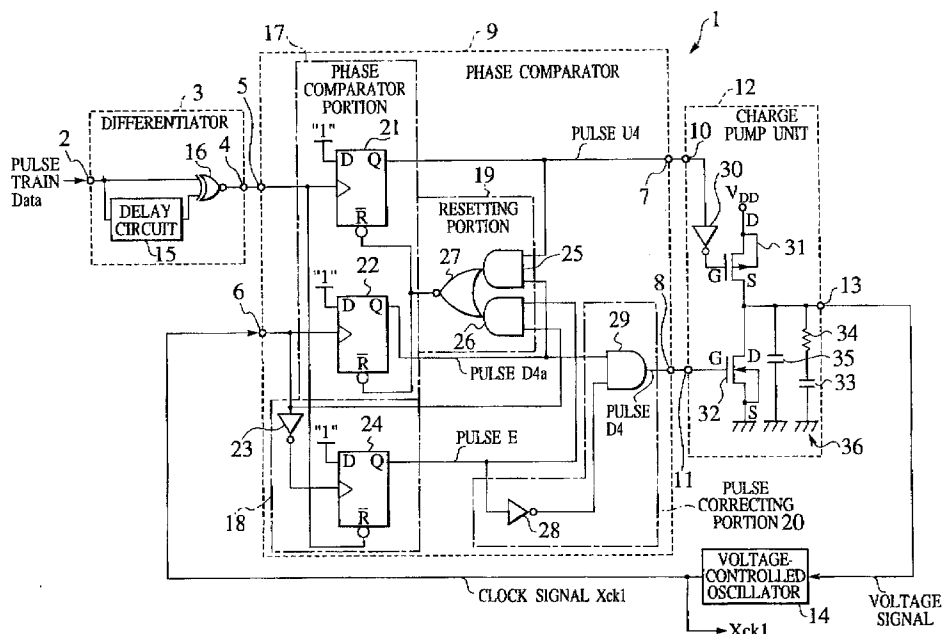 17
9
1
PHASE
COMPARATOR
PORTION
PHASE COMPARATOR
3
5
12
DIFFERENTIATOR
CHARGE
PUMP UNIT
2
16
4
"1"
21
D Q
R̅
PULSE U4
10
7
30
VDD
D
31
G
S
PULSE
TRAIN
Data
DELAY
CIRCUIT
15
19
RESETTING
PORTION
27
25
26
6
"1"
22
D Q
R̅
PULSE D4a
29
8
13
34
35
33
G
D
S
32
PULSE
D4
11
36
23
"1"
24
D Q
R̅
PULSE E
18
28
PULSE
CORRECTING
PORTION 20
VOLTAGE-
CONTROLLED
OSCILLATOR
14
CLOCK SIGNAL Xck1
VOLTAGE
SIGNAL
Xck1